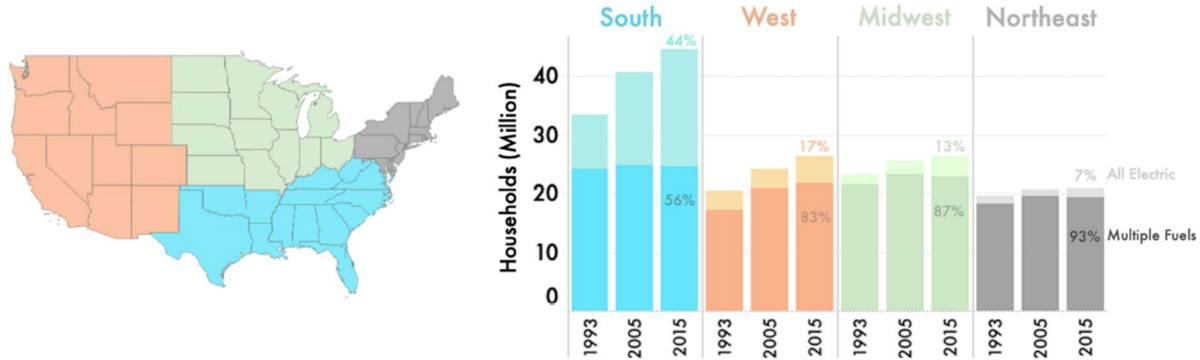 South West Midwest Northeast
Households (Million)
40
30
20
10
0
44%
56%
17%
83%
13%
87%
7% All Electric
93% Multiple Fuels
1993 2005 2015 1993 2005 2015 1993 2005 2015 1993 2005 2015